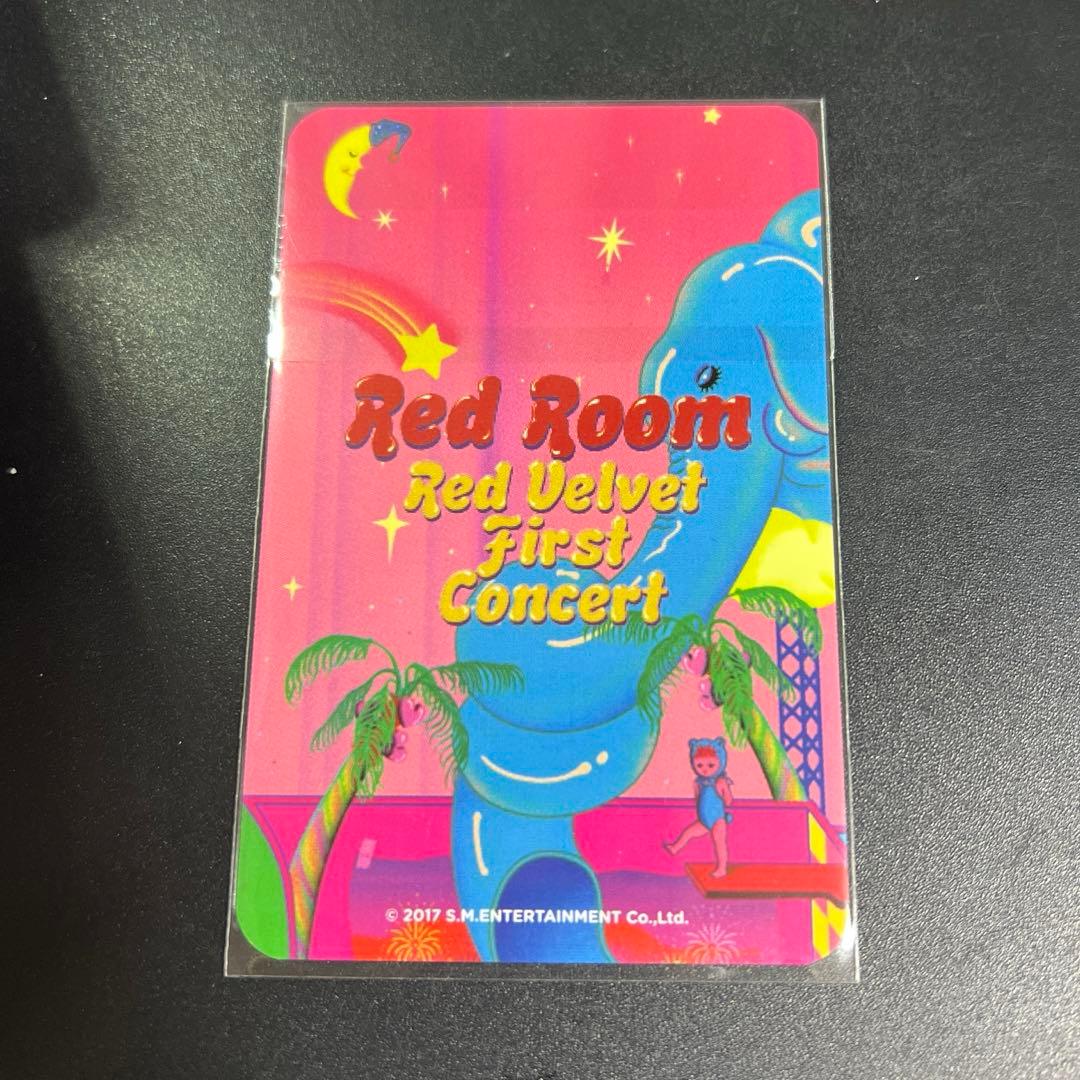 Red Room
Red Velvet
First
Concert
© 2017 S.M.ENTERTAINMENT Co.,Ltd.